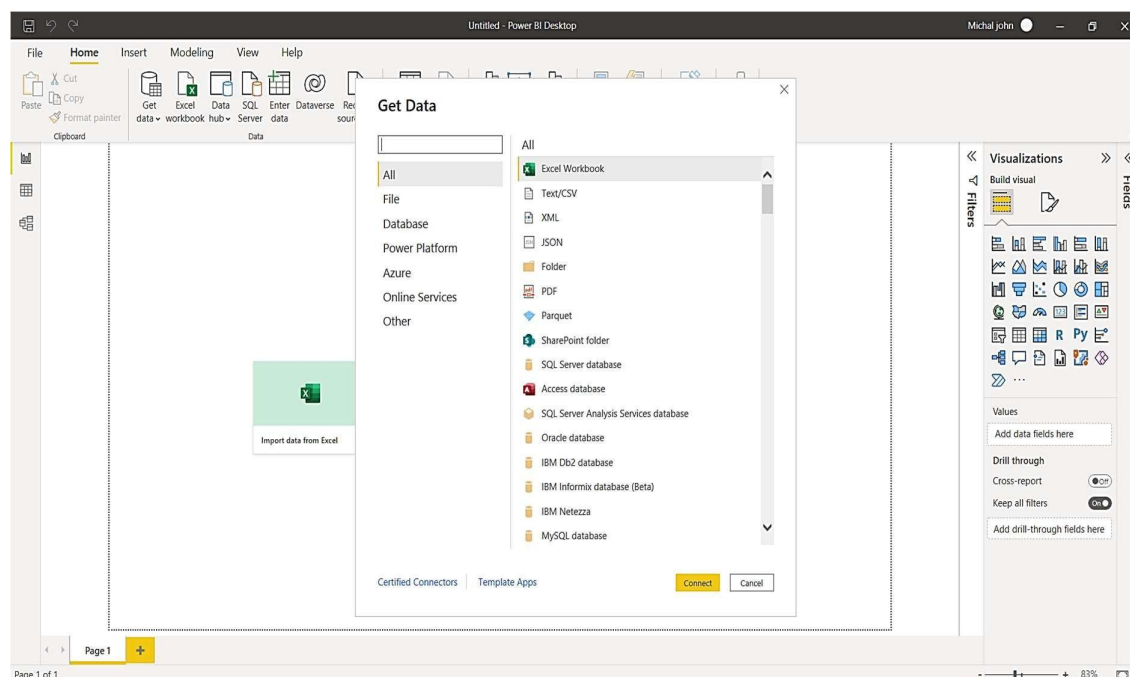 Untitled - Power BI Desktop
Michal john
File Home Insert Modeling View Help
Paste
Cut
Copy
Format painter
Clipboard
Get data
Excel workbook
Data hub
SQL Server
Enter data
Dataverse
Data
Get Data
All
File
Database
Power Platform
Azure
Online Services
Other
All
Excel Workbook
Text/CSV
XML
JSON
Folder
PDF
Parquet
SharePoint folder
SQL Server database
Access database
SQL Server Analysis Services database
Oracle database
IBM Db2 database
IBM Informix database (Beta)
IBM Netezza
MySQL database
Certified Connectors
Template Apps
Connect
Cancel
Import data from Excel
Filters
Visualizations
Build visual
123
R
Py
Values
Add data fields here
Drill through
Cross-report
Off
Keep all filters
On
Add drill-through fields here
Fields
Page 1
Page 1 of 1
83%